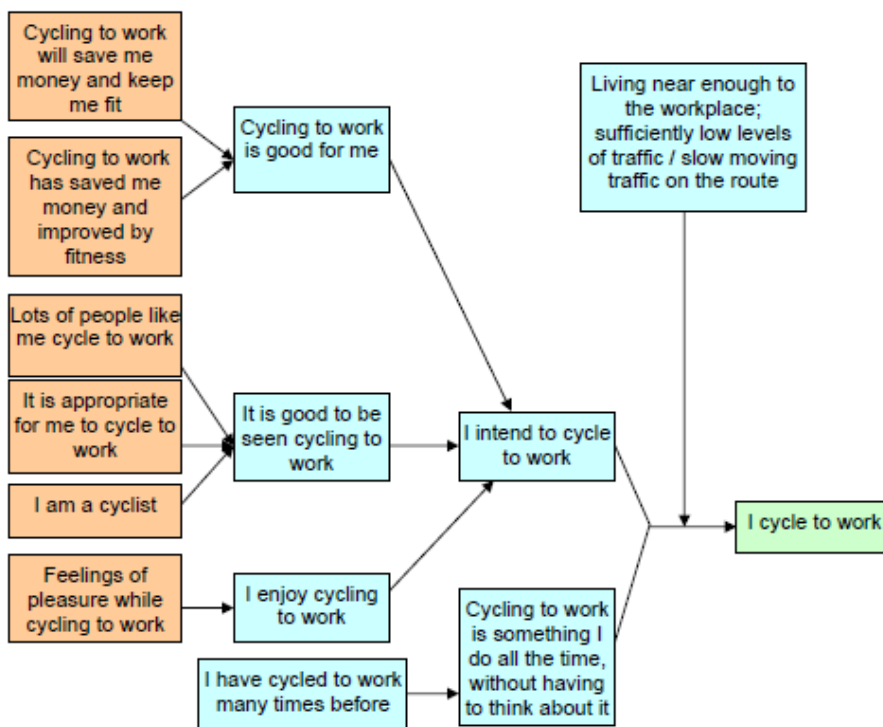 Cycling to work
will save me
money and keep
me fit
Cycling to work
has saved me
money and
improved by
fitness
Lots of people like
me cycle to work
It is appropriate
for me to cycle to
work
I am a cyclist
Feelings of
pleasure while
cycling to work
Cycling to work
is good for me
It is good to be
seen cycling to
work
I enjoy cycling
to work
I have cycled to work
many times before
I intend to cycle
to work
Cycling to work
is something I
do all the time,
without having
to think about it
Living near enough to
the workplace;
sufficiently low levels
of traffic / slow moving
traffic on the route
I cycle to work